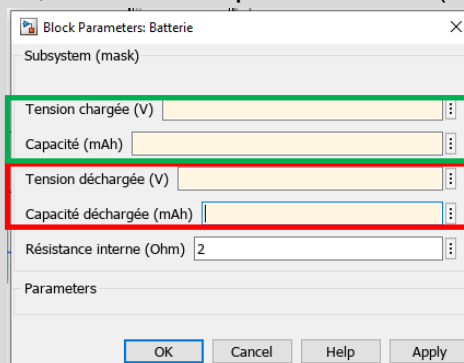 Block Parameters: Batterie
Subsystem (mask)
Tension chargée (V)
Capacité (mAh)
Tension déchargée (V)
Capacité déchargée (mAh)
Résistance interne (Ohm) 2
Parameters
OK Cancel Help Apply